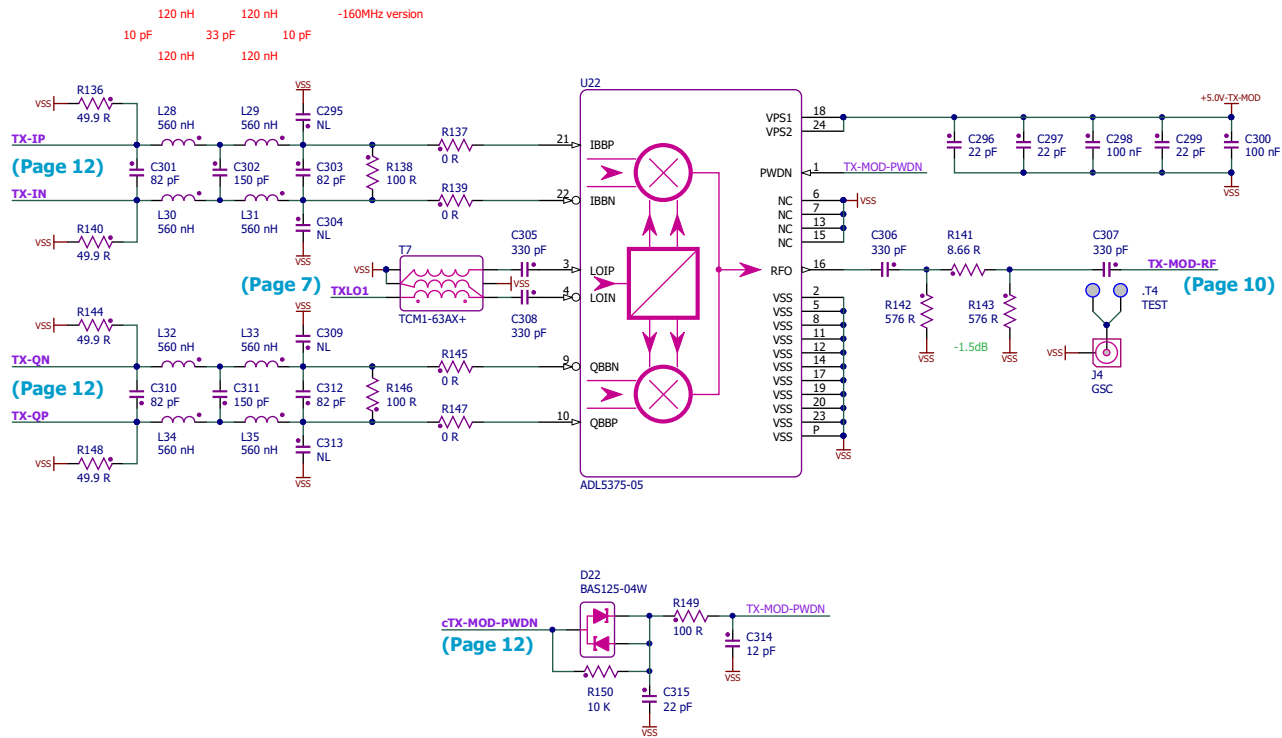 120 nH 120 nH -160MHz version
10 pF 33 pF 10 pF
120 nH 120 nH
R136
VSS
49.9 R
L28
560 nH
L29
560 nH
VSS
C295
NL
TX-IP
(Page 12)
TX-IN
C301
82 pF
C302
150 pF
C303
82 pF
R138
100 R
R137
0 R
R139
0 R
L30
560 nH
L31
560 nH
C304
NL
VSS
R140
VSS
49.9 R
(Page 7)
TXLO1
T7
VSS
VSS
TCM1-63AX+
C305
330 pF
C308
330 pF
R144
VSS
49.9 R
L32
560 nH
L33
560 nH
VSS
C309
NL
TX-QN
(Page 12)
TX-QP
C310
82 pF
C311
150 pF
C312
82 pF
R146
100 R
R145
0 R
R147
0 R
L34
560 nH
L35
560 nH
C313
NL
VSS
R148
VSS
49.9 R
U22
21 IBBP
22 IBBN
3 LOIP
4 LOIN
9 QBBN
10 QBBP
VPS1 18
VPS2 24
PWDN 1
NC 6
NC 7
NC 13
NC 15
RFO 16
VSS 2
VSS 5
VSS 8
VSS 11
VSS 12
VSS 14
VSS 17
VSS 19
VSS 20
VSS 23
VSS P
ADL5375-05
TX-MOD-PWDN
VSS
VSS
+5.0V-TX-MOD
C296
22 pF
C297
22 pF
C298
100 nF
C299
22 pF
C300
100 nF
VSS
C306
330 pF
R141
8.66 R
C307
330 pF
TX-MOD-RF
(Page 10)
R142
576 R
R143
576 R
VSS
VSS
-1.5dB
.T4
TEST
VSS
J4
GSC
D22
BAS125-04W
cTX-MOD-PWDN
(Page 12)
R149
100 R
TX-MOD-PWDN
C314
12 pF
VSS
R150
10 K
C315
22 pF
VSS